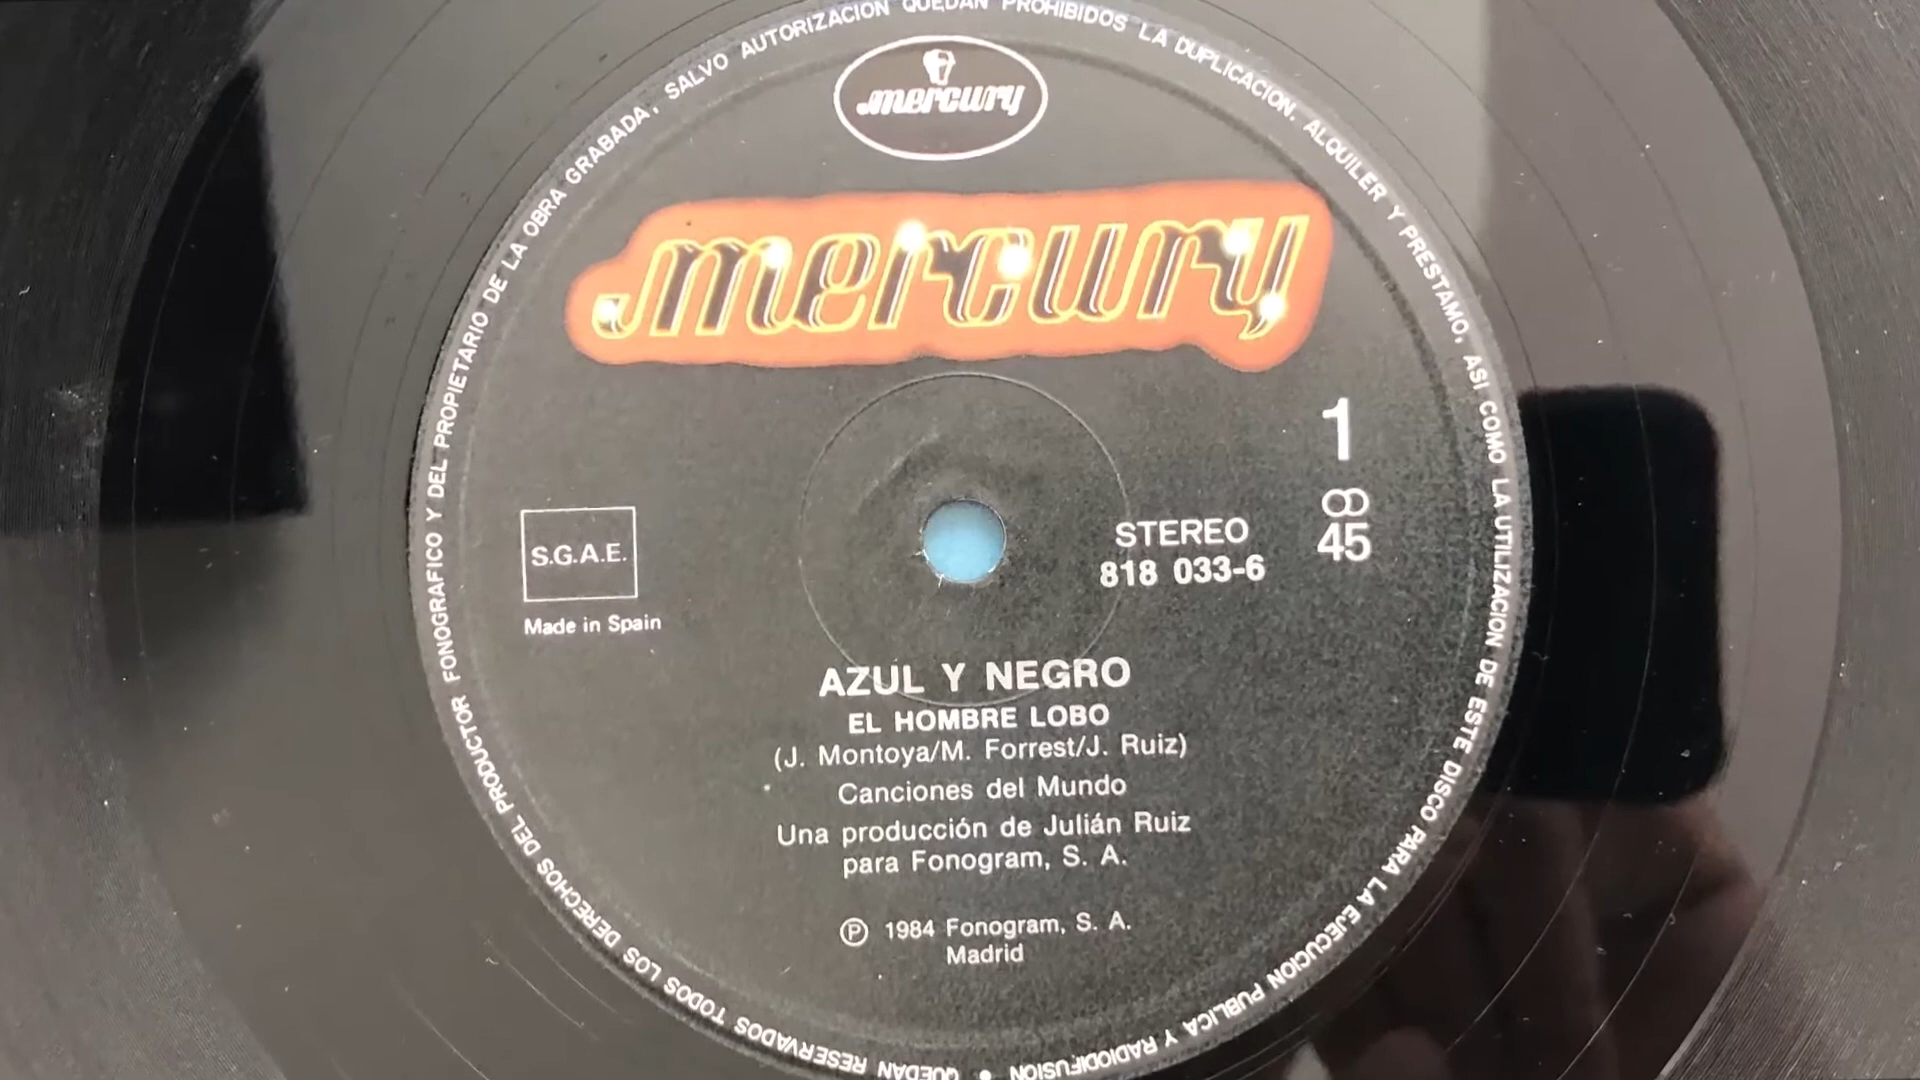 mercury
mercury
1
45
STEREO
818 033-6
S.G.A.E.
Made in Spain
AZUL Y NEGRO
EL HOMBRE LOBO
(J. Montoya/M. Forrest/J. Ruiz)
Canciones del Mundo
Una producción de Julián Ruiz
para Fonogram, S. A.
Ⓟ 1984 Fonogram, S. A.
Madrid
QUEDAN RESERVADOS TODOS LOS DERECHOS DEL PRODUCTOR FONOGRAFICO Y DEL PROPIETARIO DE LA OBRA GRABADA, SALVO AUTORIZACION QUEDAN PROHIBIDOS LA DUPLICACION, ALQUILER Y PRESTAMO, ASI COMO LA UTILIZACION DE ESTE DISCO PARA LA EJECUCION PUBLICA Y RADIODIFUSION •